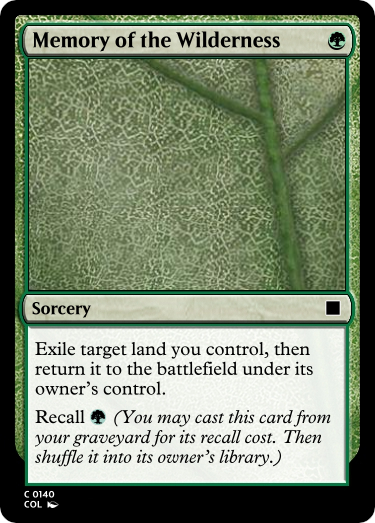 Memory of the Wilderness
Sorcery
Exile target land you control, then
return it to the battlefield under its
owner's control.
Recall (You may cast this card from
your graveyard for its recall cost. Then
shuffle it into its owner's library.)
C 0140
COL